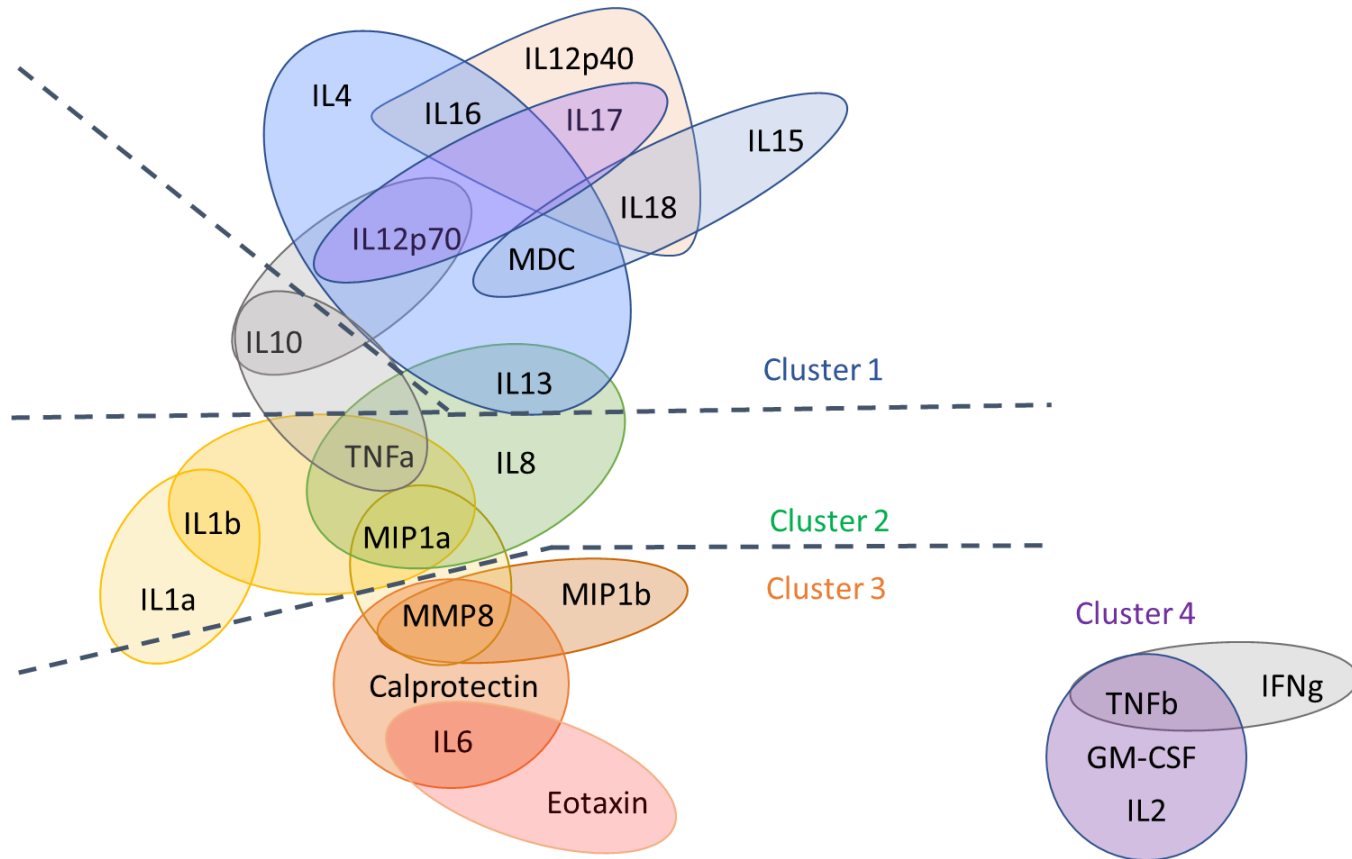 IL12p40
IL4
IL16
IL17
IL15
IL18
IL12p70
MDC
IL10
IL13
Cluster 1
TNFa
IL8
IL1b
MIP1a
Cluster 2
IL1a
MMP8
MIP1b
Cluster 3
Cluster 4
Calprotectin
IL6
Eotaxin
TNFb
IFNg
GM-CSF
IL2